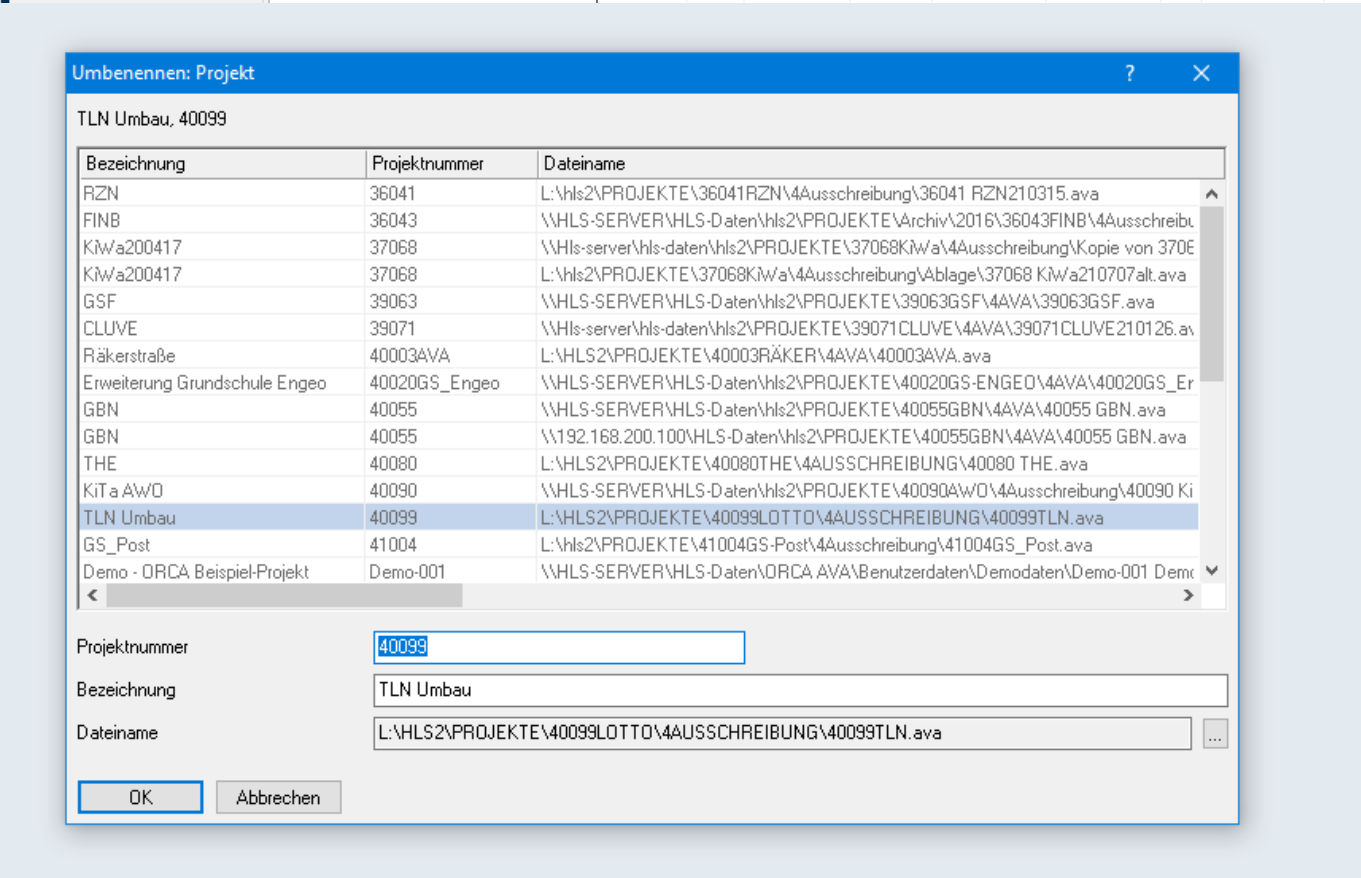 Umbenennen: Projekt ?
TLN Umbau, 40099
Bezeichnung Projektnummer Dateiname
RZN 36041 L:\hls2\PROJEKTE\36041RZN\4Ausschreibung\36041 RZN210315.ava
FINB 36043 \\HLS-SERVER\HLS-Daten\hls2\PROJEKTE\Archiv\2016\36043FINB\4Ausschreibu
KiWa200417 37068 \\Hls-server\hls-daten\hls2\PROJEKTE\37068KiWa\4Ausschreibung\Kopie von 3706
KiWa200417 37068 L:\hls2\PROJEKTE\37068KiWa\4Ausschreibung\Ablage\37068 KiWa210707alt.ava
GSF 39063 \\HLS-SERVER\HLS-Daten\hls2\PROJEKTE\39063GSF\4AVA\39063GSF.ava
CLUVE 39071 \\Hls-server\hls-daten\hls2\PROJEKTE\39071CLUVE\4AVA\39071CLUVE210126.av
Räkerstraße 40003AVA L:\HLS2\PROJEKTE\40003RÄKER\4AVA\40003AVA.ava
Erweiterung Grundschule Engeo 40020GS_Engeo \\HLS-SERVER\HLS-Daten\hls2\PROJEKTE\40020GS-ENGEO\4AVA\40020GS_Er
GBN 40055 \\HLS-SERVER\HLS-Daten\hls2\PROJEKTE\40055GBN\4AVA\40055 GBN.ava
GBN 40055 \\192.168.200.100\HLS-Daten\hls2\PROJEKTE\40055GBN\4AVA\40055 GBN.ava
THE 40080 L:\HLS2\PROJEKTE\40080THE\4AUSSCHREIBUNG\40080 THE.ava
KiTa AWO 40090 \\HLS-SERVER\HLS-Daten\hls2\PROJEKTE\40090AWO\4Ausschreibung\40090 Ki
TLN Umbau 40099 L:\HLS2\PROJEKTE\40099LOTTO\4AUSSCHREIBUNG\40099TLN.ava
GS_Post 41004 L:\hls2\PROJEKTE\41004GS-Post\4Ausschreibung\41004GS_Post.ava
Demo - ORCA Beispiel-Projekt Demo-001 \\HLS-SERVER\HLS-Daten\ORCA AVA\Benutzerdaten\Demodaten\Demo-001 Demo
Projektnummer 40099
Bezeichnung TLN Umbau
Dateiname L:\HLS2\PROJEKTE\40099LOTTO\4AUSSCHREIBUNG\40099TLN.ava ...
OK Abbrechen